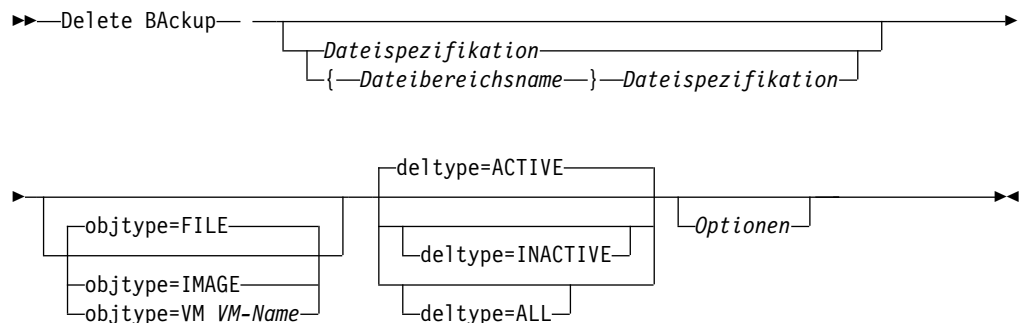 Delete BAckup
Dateispezifikation
{ Dateibereichsname } Dateispezifikation
deltype=ACTIVE
objtype=FILE
Optionen
deltype=INACTIVE
objtype=IMAGE
objtype=VM VM-Name
deltype=ALL